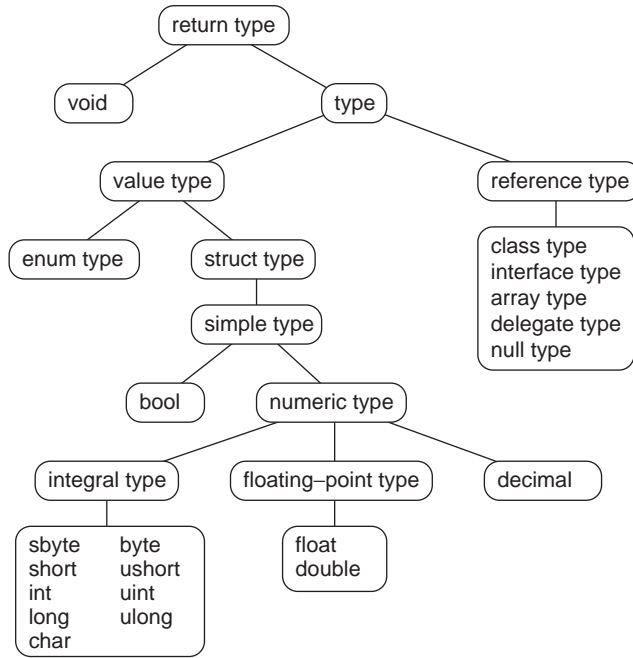 return type
void
type
value type
reference type
enum type
struct type
class type
interface type
array type
delegate type
null type
simple type
bool
numeric type
integral type
floating–point type
decimal
sbyte byte
short ushort
int uint
long ulong
char
float
double